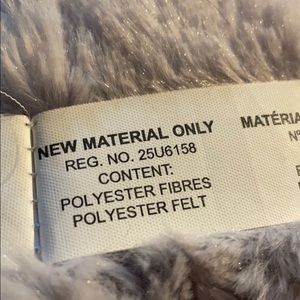 NEW MATERIAL ONLY
REG. NO. 25U6158
CONTENT:
POLYESTER FIBRES
POLYESTER FELT
MATÉRIA
N°